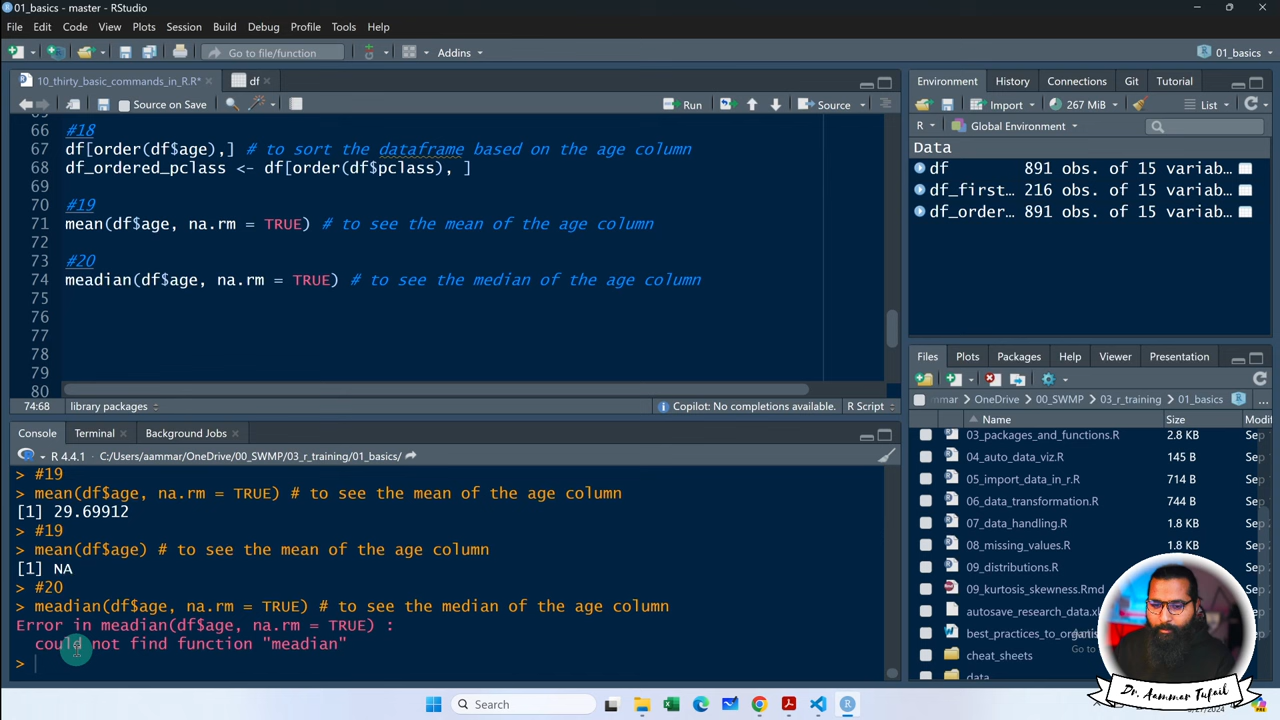 01_basics - master - RStudio
File Edit Code View Plots Session Build Debug Profile Tools Help
Go to file/function Addins 01_basics
10_thirty_basic_commands_in_R.R* df
Source on Save Run Source
66 #18
67 df[order(df$age),] # to sort the dataframe based on the age column
68 df_ordered_pclass <- df[order(df$pclass), ]
69
70 #19
71 mean(df$age, na.rm = TRUE) # to see the mean of the age column
72
73 #20
74 meadian(df$age, na.rm = TRUE) # to see the median of the age column
75
76
77
78
79
80
74:68 library packages Copilot: No completions available. R Script
Console Terminal Background Jobs
R 4.4.1 · C:/Users/aammar/OneDrive/00_SWMP/03_r_training/01_basics/
> #19
> mean(df$age, na.rm = TRUE) # to see the mean of the age column
[1] 29.69912
> #19
> mean(df$age) # to see the mean of the age column
[1] NA
> #20
> meadian(df$age, na.rm = TRUE) # to see the median of the age column
Error in meadian(df$age, na.rm = TRUE) :
could not find function "meadian"
>
Environment History Connections Git Tutorial
Import 267 MiB List
R Global Environment
Data
df 891 obs. of 15 variab…
df_first… 216 obs. of 15 variab…
df_order… 891 obs. of 15 variab…
Files Plots Packages Help Viewer Presentation
mmar OneDrive 00_SWMP 03_r_training 01_basics ...
Name Size Modif
03_packages_and_functions.R 2.8 KB Sep
04_auto_data_viz.R 145 B Sep
05_import_data_in_r.R 714 B Sep
06_data_transformation.R 744 B Sep
07_data_handling.R 1.8 KB Sep
08_missing_values.R 1.8 KB Sep
09_distributions.R
09_kurtosis_skewness.Rmd
autosave_research_data.xl
best_practices_to_organi
cheat_sheets
data
Go to
Dr. Aammar Tufail
Search